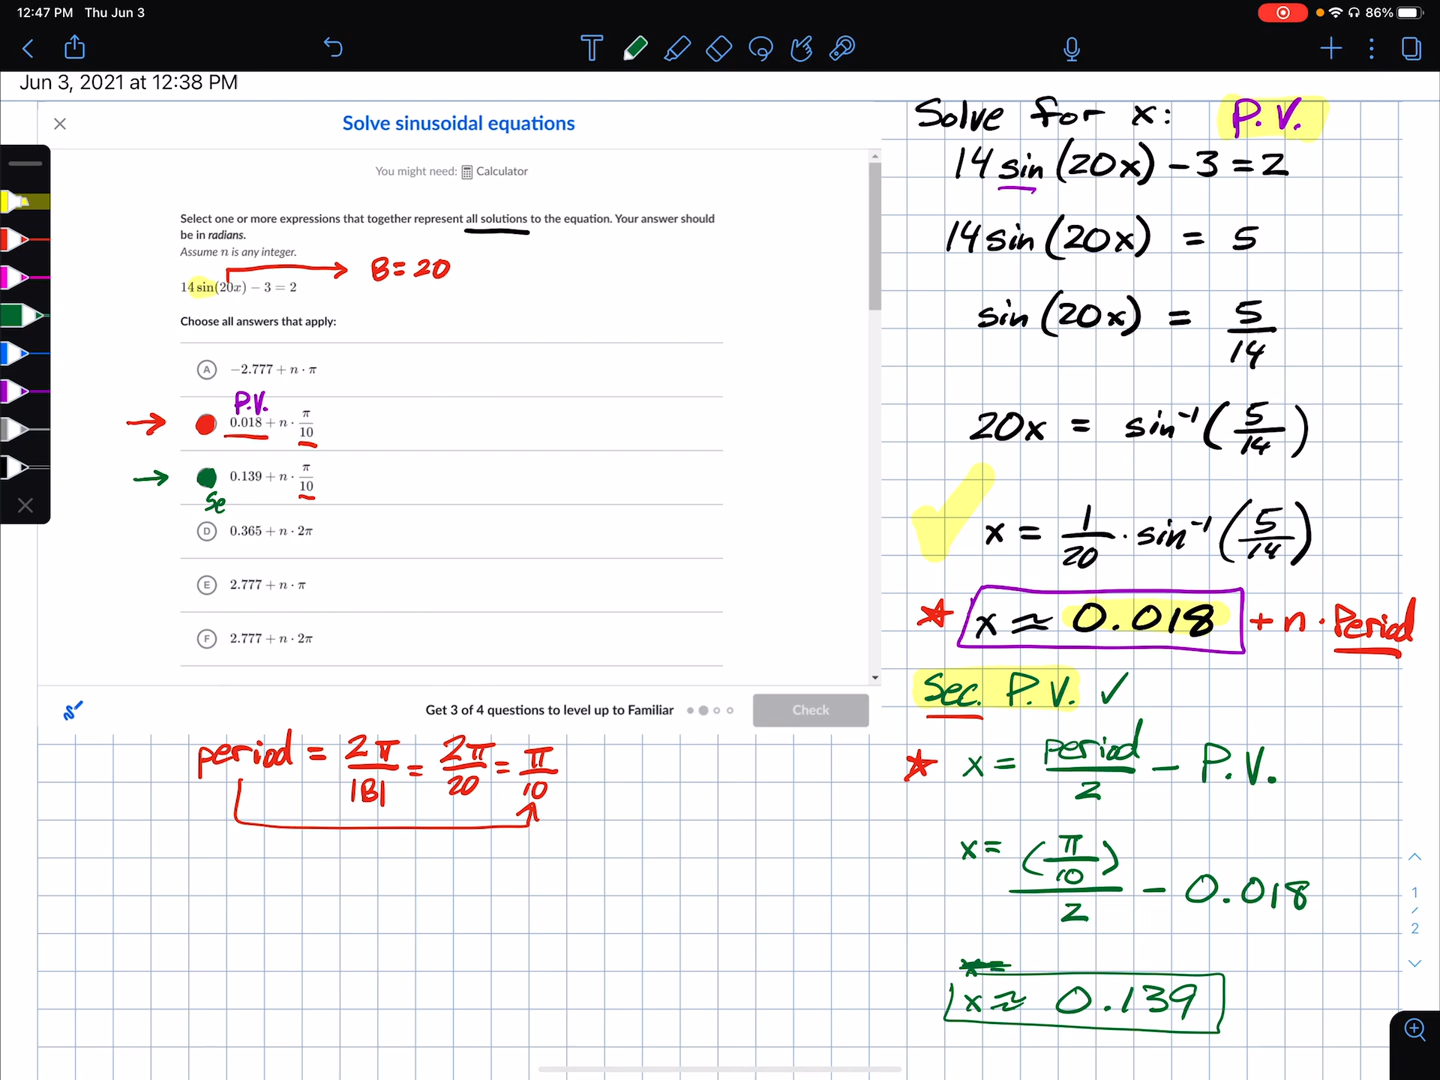 12:47 PM Thu Jun 3
86%
Jun 3, 2021 at 12:38 PM
Solve sinusoidal equations
You might need: Calculator
Select one or more expressions that together represent all solutions to the equation. Your answer should
be in radians.
Assume n is any integer.
B = 20
14 sin(20x) − 3 = 2
Choose all answers that apply:
A −2.777 + n · π
P.V.
0.018 + n · π/10
0.139 + n · π/10
Se
D 0.365 + n · 2π
E 2.777 + n · π
F 2.777 + n · 2π
Get 3 of 4 questions to level up to Familiar
Check
period = 2π/|B| = 2π/20 = π/10
Solve for x: P.V.
14 sin (20x) − 3 = 2
14 sin (20x) = 5
sin (20x) = 5/14
20x = sin⁻¹ (5/14)
x = 1/20 · sin⁻¹ (5/14)
x ≈ 0.018 + n · Period
Sec. P.V. ✓
x = period/2 − P.V.
x = (π/10)/2 − 0.018
x ≈ 0.139
1/2